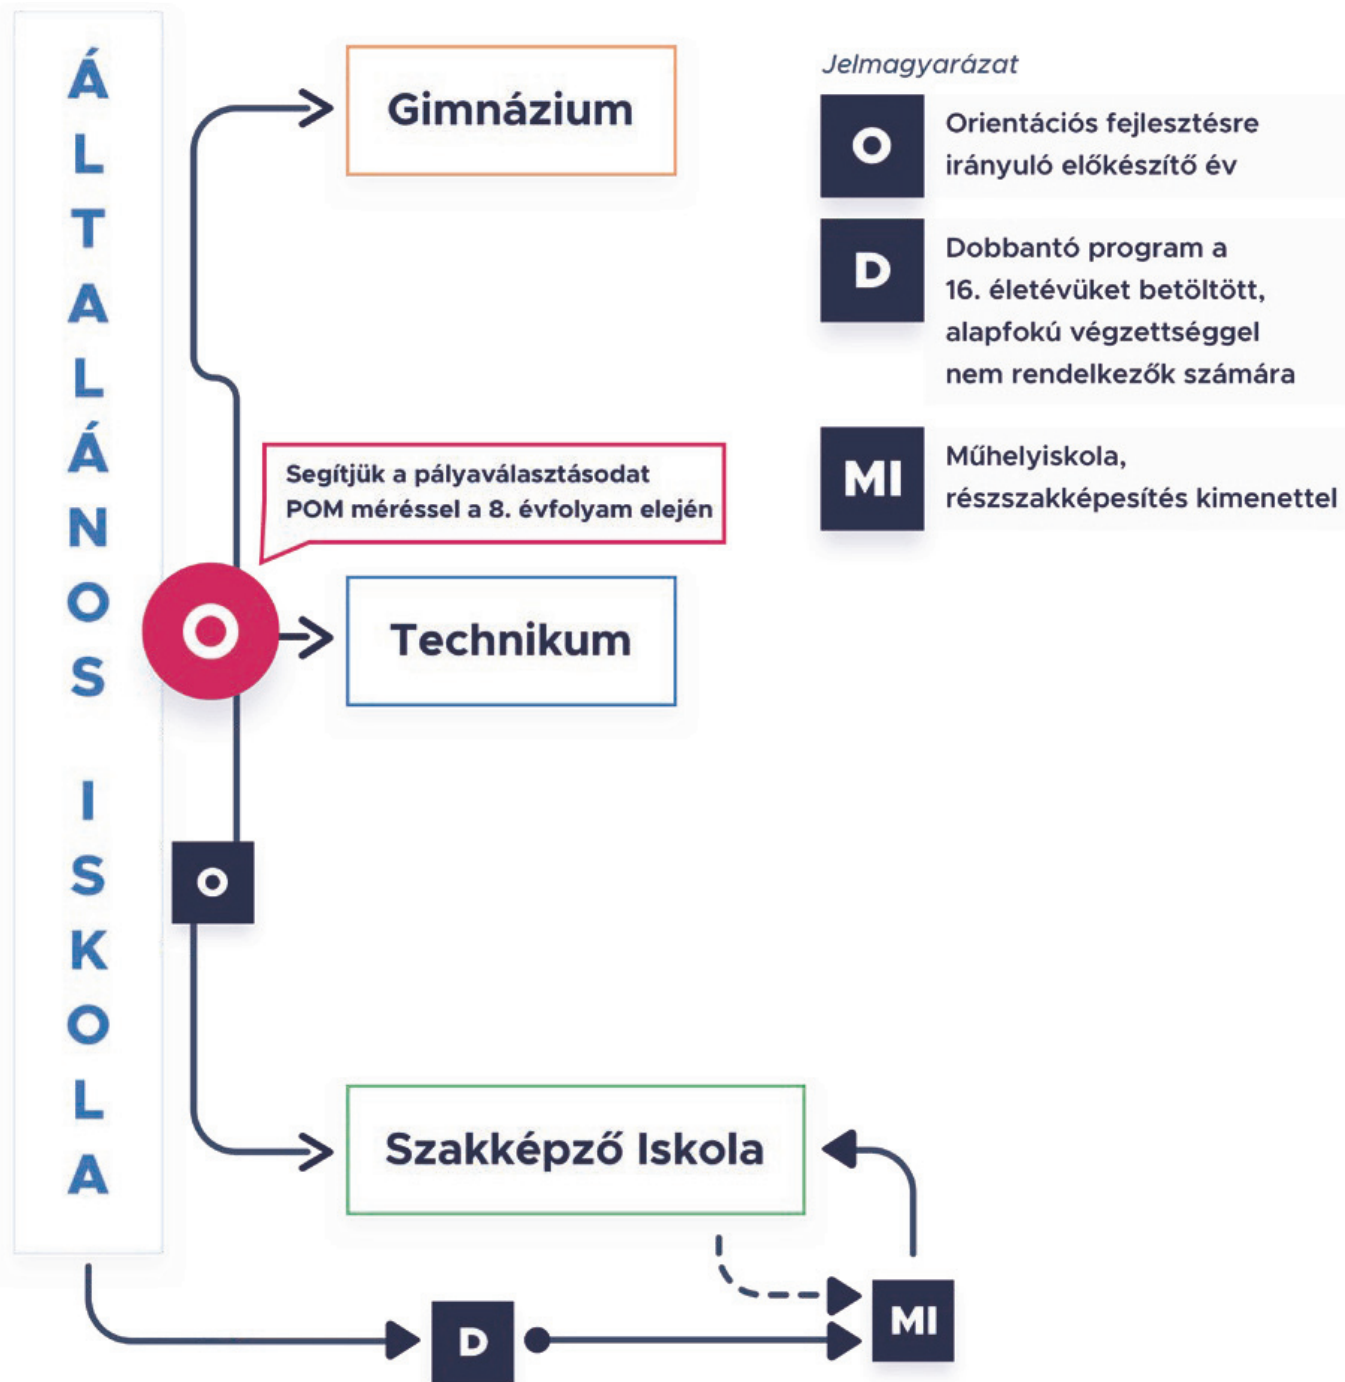 ÁLTALÁNOS ISKOLA
Gimnázium
Segítjük a pályaválasztásodat
POM méréssel a 8. évfolyam elején
O
Technikum
O
Szakképző Iskola
D
MI
Jelmagyarázat
O
Orientációs fejlesztésre
irányuló előkészítő év
D
Dobbantó program a
16. életévüket betöltött,
alapfokú végzettséggel
nem rendelkezők számára
MI
Műhelyiskola,
részszakképesítés kimenettel